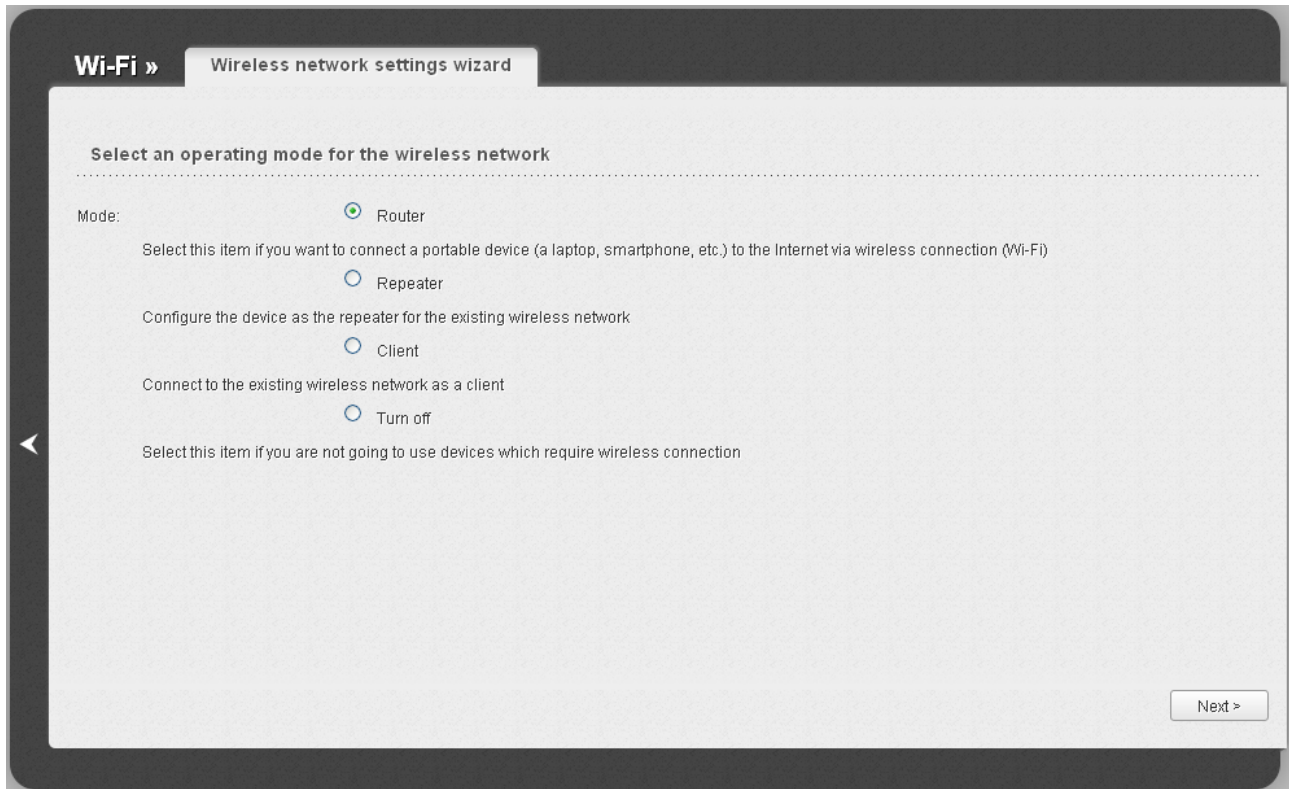 Wi-Fi »
Wireless network settings wizard
Select an operating mode for the wireless network
Mode:
Router
Select this item if you want to connect a portable device (a laptop, smartphone, etc.) to the Internet via wireless connection (Wi-Fi)
Repeater
Configure the device as the repeater for the existing wireless network
Client
Connect to the existing wireless network as a client
Turn off
Select this item if you are not going to use devices which require wireless connection
Next >